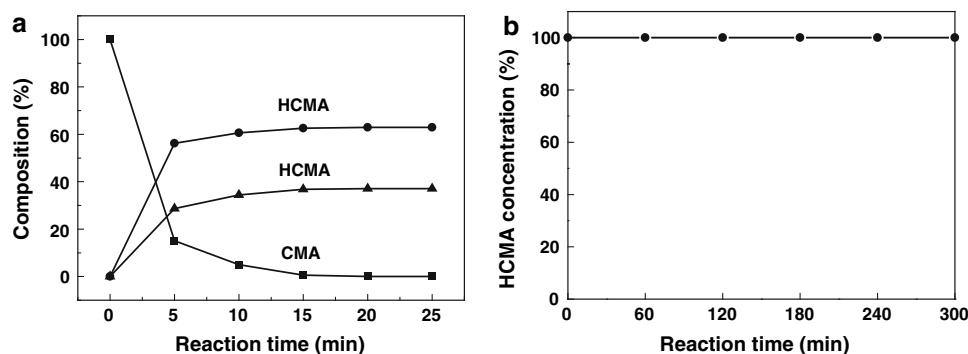 a
Composition (%)
100
80
60
40
20
0
HCMA
HCMA
CMA
0 5 10 15 20 25
Reaction time (min)
b
HCMA concentration (%)
100
80
60
40
20
0
0 60 120 180 240 300
Reaction time (min)